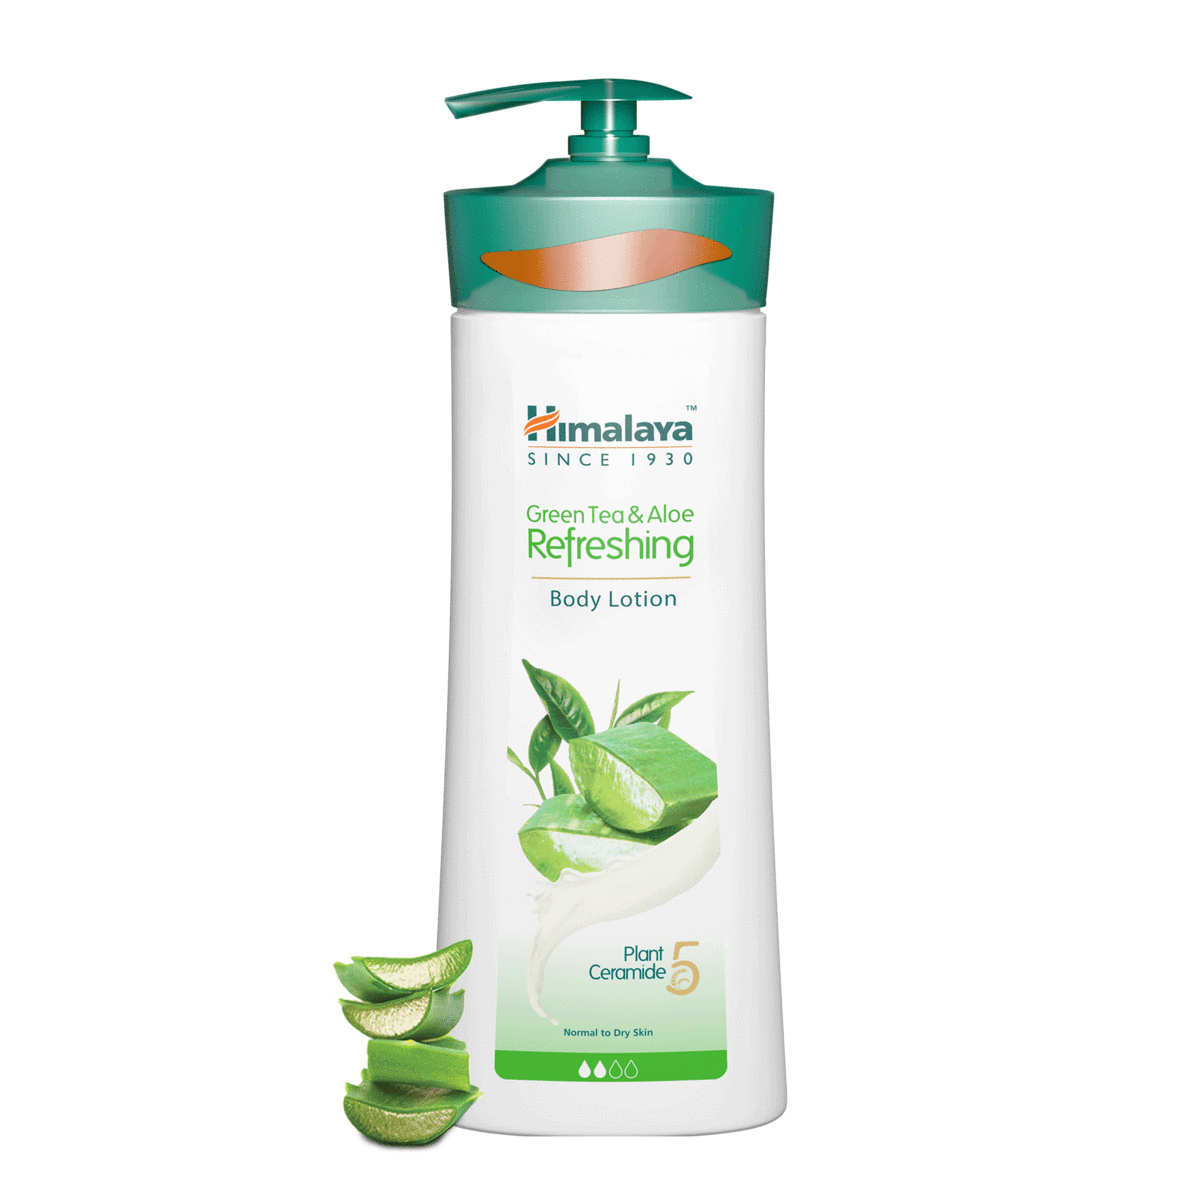 Himalaya™
SINCE 1930
Green Tea & Aloe
Refreshing
Body Lotion
Plant
Ceramide 5
Normal to Dry Skin